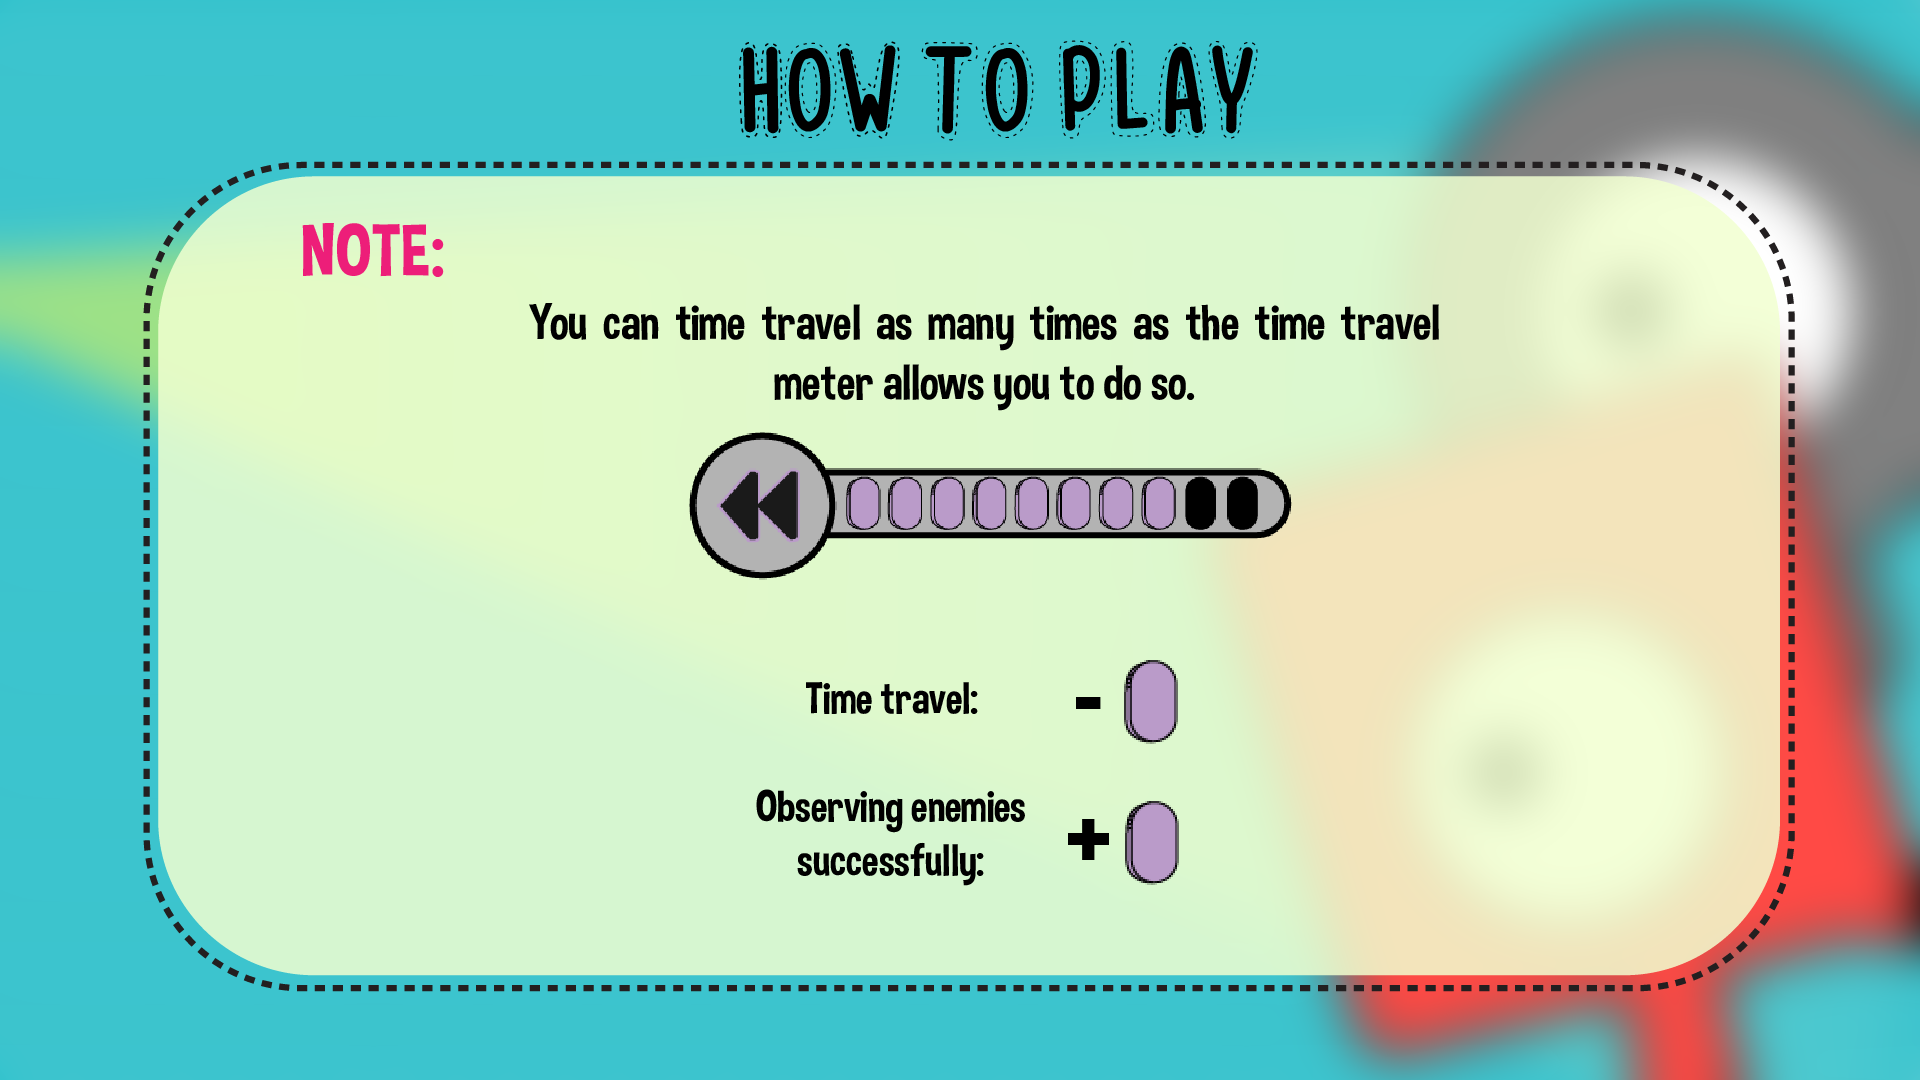 HOW TO PLAY
NOTE:
You can time travel as many times as the time travel
meter allows you to do so.
Time travel: -
Observing enemies
successfully: +